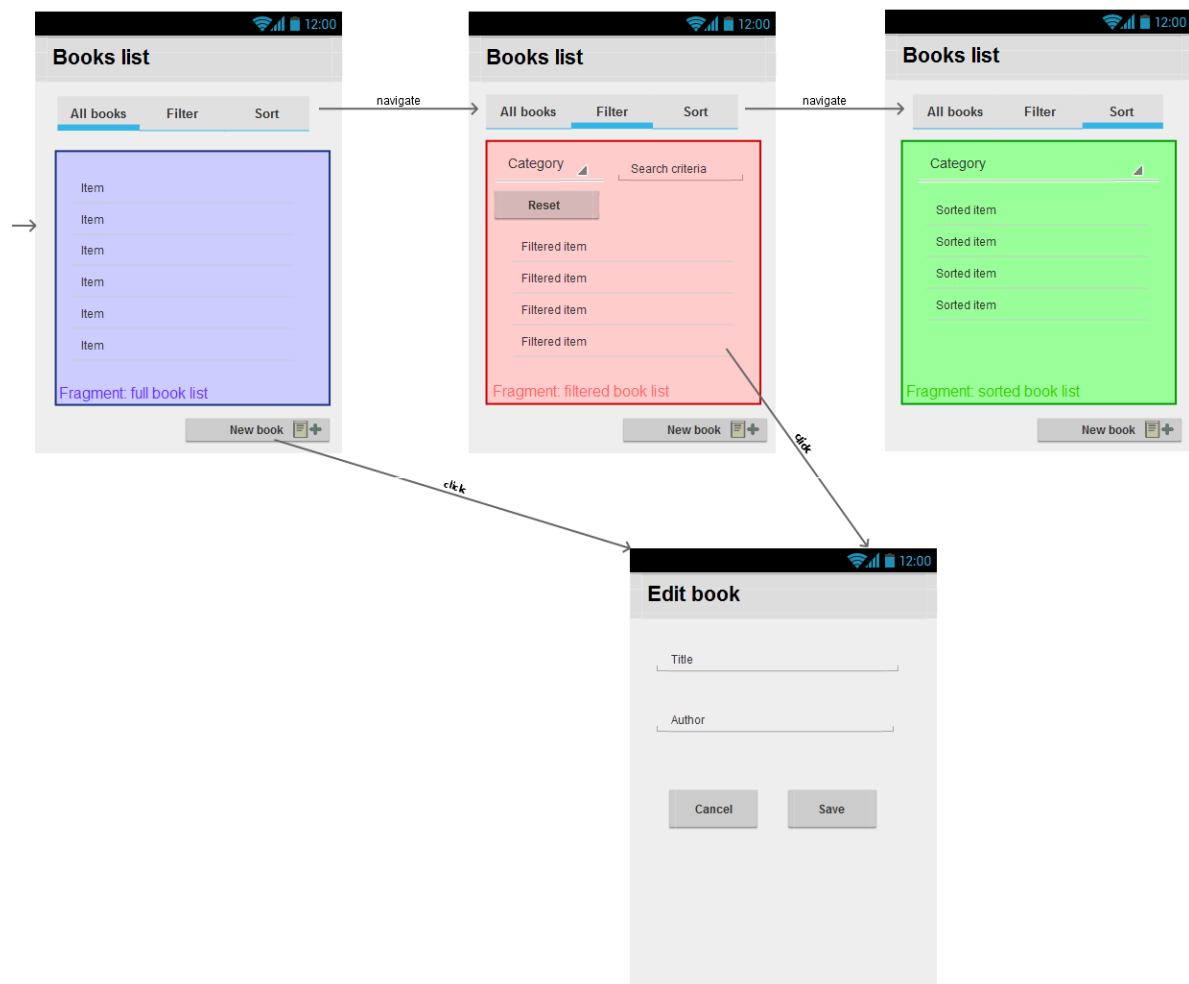 12:00
Books list
All books Filter Sort
Item
Item
Item
Item
Item
Item
Fragment: full book list
New book
navigate
12:00
Books list
All books Filter Sort
Category
Search criteria
Reset
Filtered item
Filtered item
Filtered item
Filtered item
Fragment: filtered book list
New book
navigate
12:00
Books list
All books Filter Sort
Category
Sorted item
Sorted item
Sorted item
Sorted item
Fragment: sorted book list
New book
click
click
12:00
Edit book
Title
Author
Cancel Save